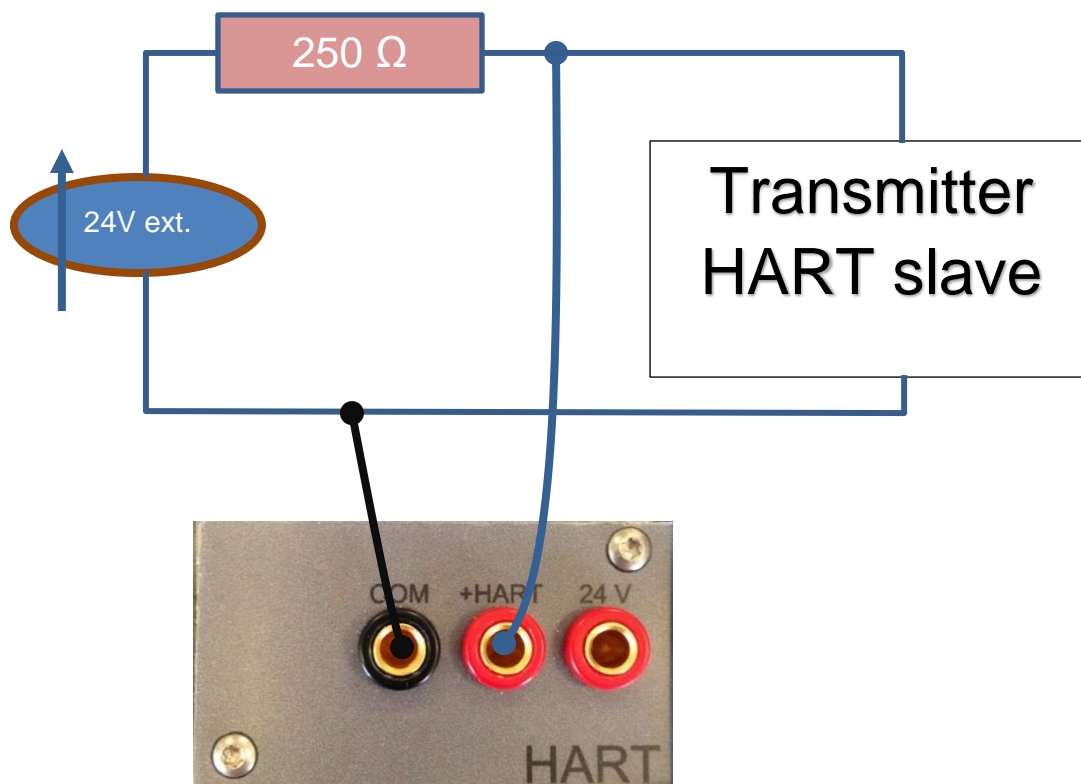 250 Ω
24V ext.
Transmitter
HART slave
COM +HART 24 V
HART